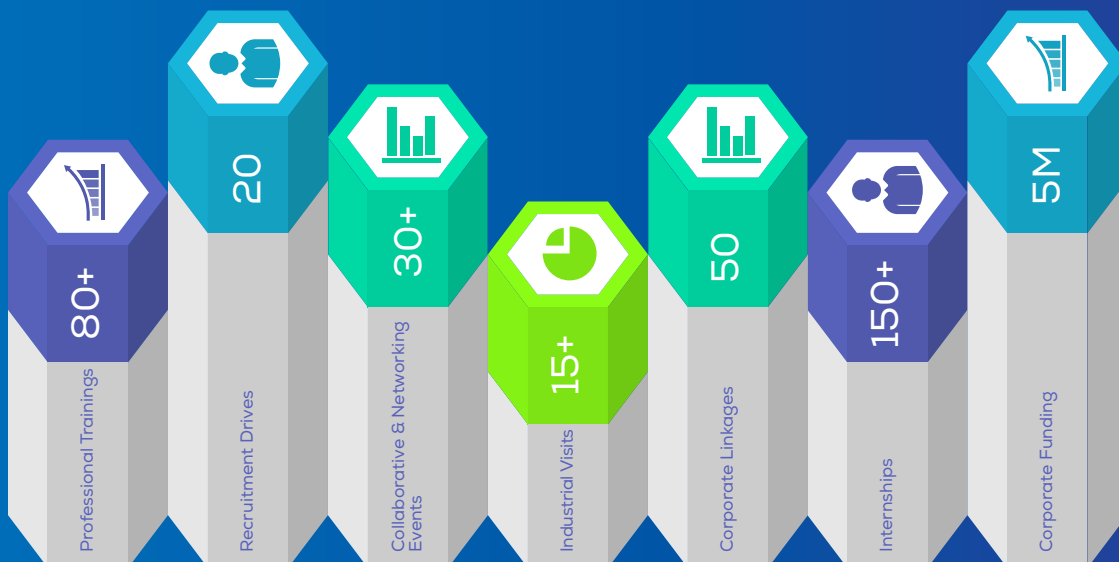 80+
Professional Trainings
20
Recruitment Drives
30+
Collaborative & Networking
Events
15+
Industrial Visits
50
Corporate Linkages
150+
Internships
5M
Corporate Funding